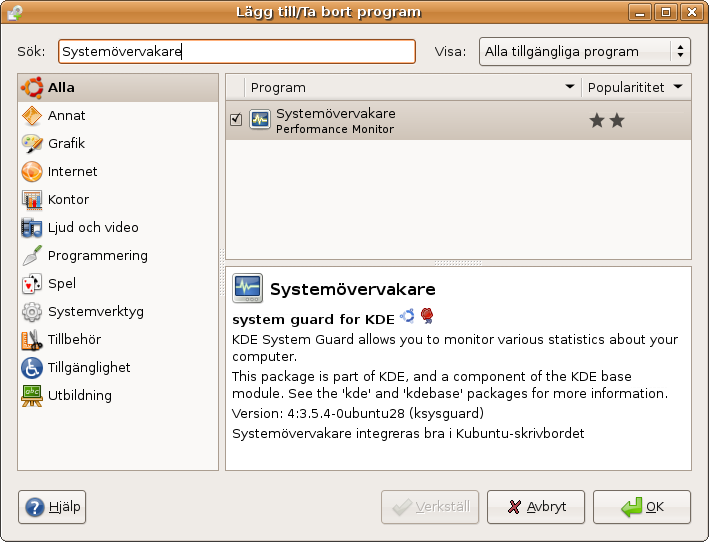 Lägg till/Ta bort program
Sök: Systemövervakare Visa: Alla tillgängliga program
Alla
Annat
Grafik
Internet
Kontor
Ljud och video
Programmering
Spel
Systemverktyg
Tillbehör
Tillgänglighet
Utbildning
Program Popularititet
Systemövervakare
Performance Monitor
Systemövervakare
system guard for KDE
KDE System Guard allows you to monitor various statistics about your
computer.
This package is part of KDE, and a component of the KDE base
module. See the 'kde' and 'kdebase' packages for more information.
Version: 4:3.5.4-0ubuntu28 (ksysguard)
Systemövervakare integreras bra i Kubuntu-skrivbordet
Hjälp Verkställ Avbryt OK